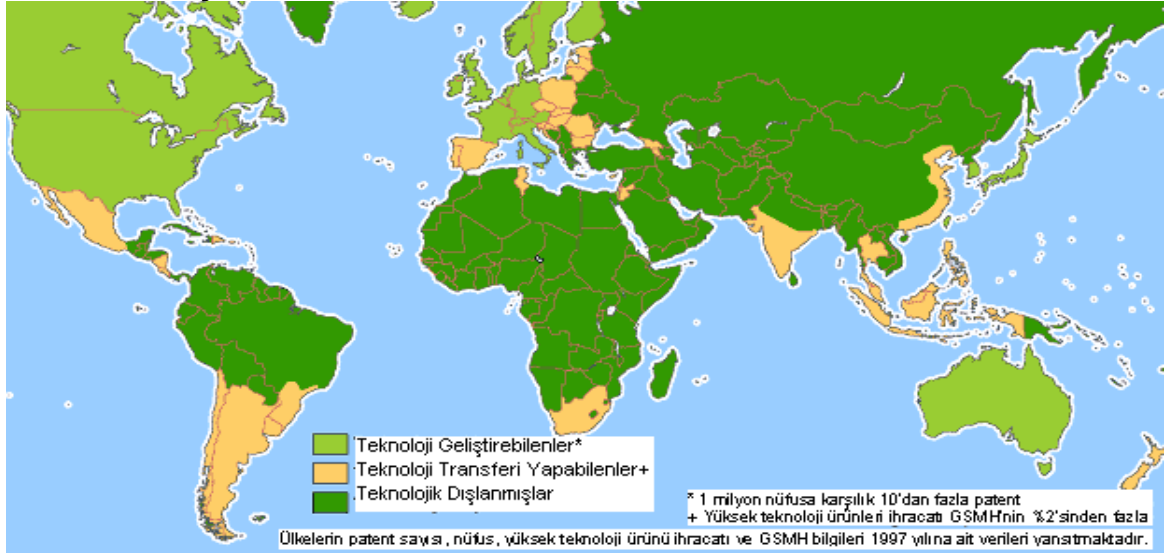 Teknoloji Geliştirebilenler*
Teknoloji Transferi Yapabilenler+
Teknolojik Dışlanmışlar
* 1 milyon nüfusa karşılık 10'dan fazla patent
+ Yüksek teknoloji ürünleri ihracatı GSMH'nin %2'sinden fazla
Ülkelerin patent sayısı, nüfus, yüksek teknoloji ürünü ihracatı ve GSMH bilgileri 1997 yılına ait verileri yansıtmaktadır.